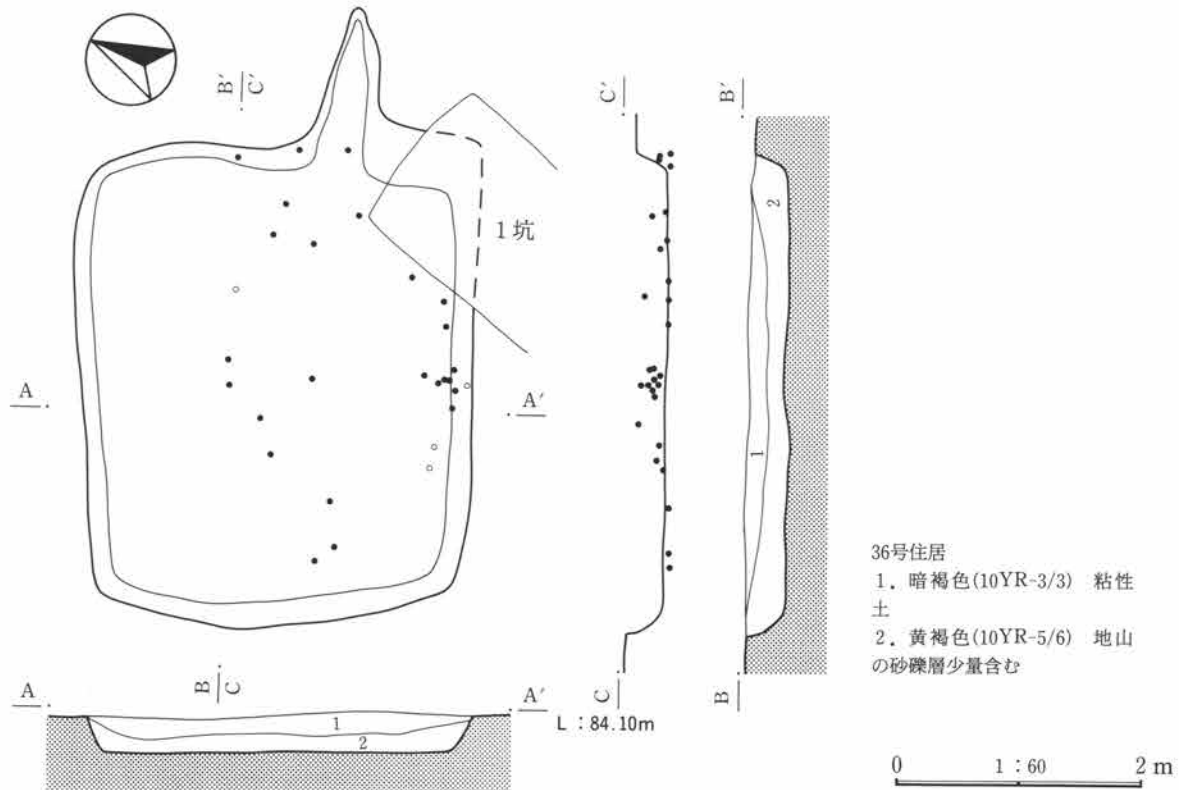 B′
C′
1坑
A
A′
B
C
A
A′
1
2
L：84.10m
C′
B′
2
1
C
B
36号住居
1．暗褐色(10YR-3/3)　粘性
土
2．黄褐色(10YR-5/6)　地山
の砂礫層少量含む
0　1：60　2 m